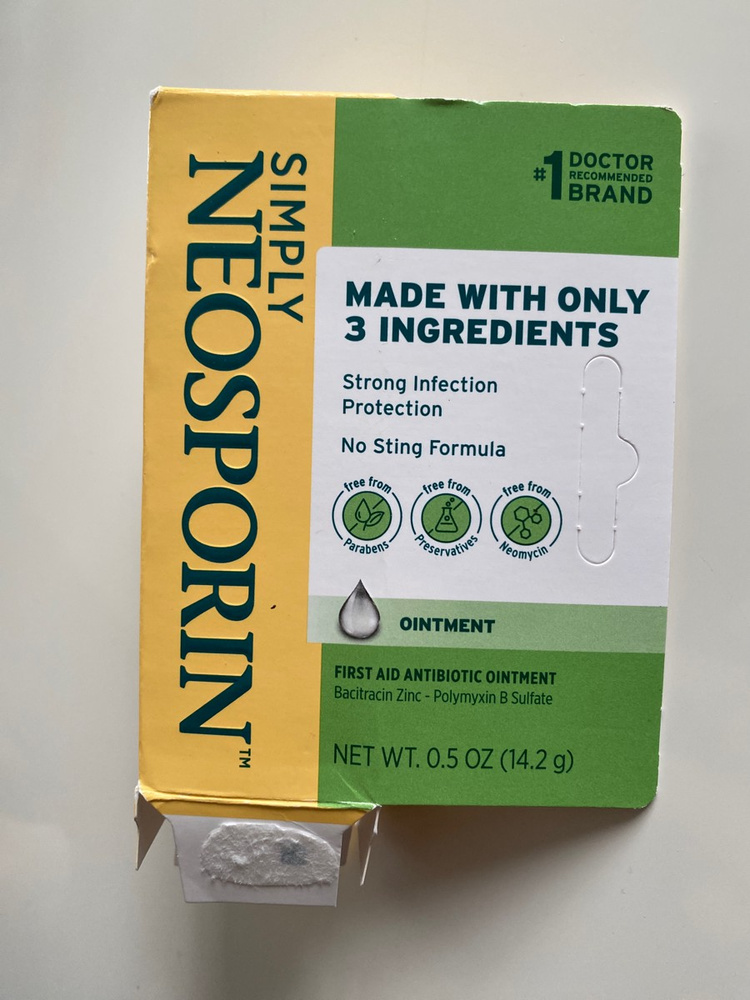 SIMPLY
NEOSPORIN™
#1 DOCTOR
RECOMMENDED
BRAND
MADE WITH ONLY
3 INGREDIENTS
Strong Infection
Protection
No Sting Formula
free from
Parabens
free from
Preservatives
free from
Neomycin
OINTMENT
FIRST AID ANTIBIOTIC OINTMENT
Bacitracin Zinc - Polymyxin B Sulfate
NET WT. 0.5 OZ (14.2 g)